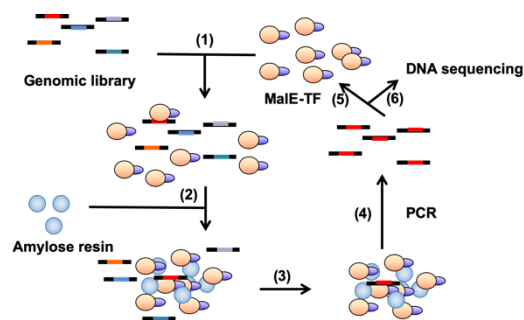 (1)
Genomic library
MalE-TF
(5)
(6)
DNA sequencing
(2)
Amylose resin
(3)
(4)
PCR